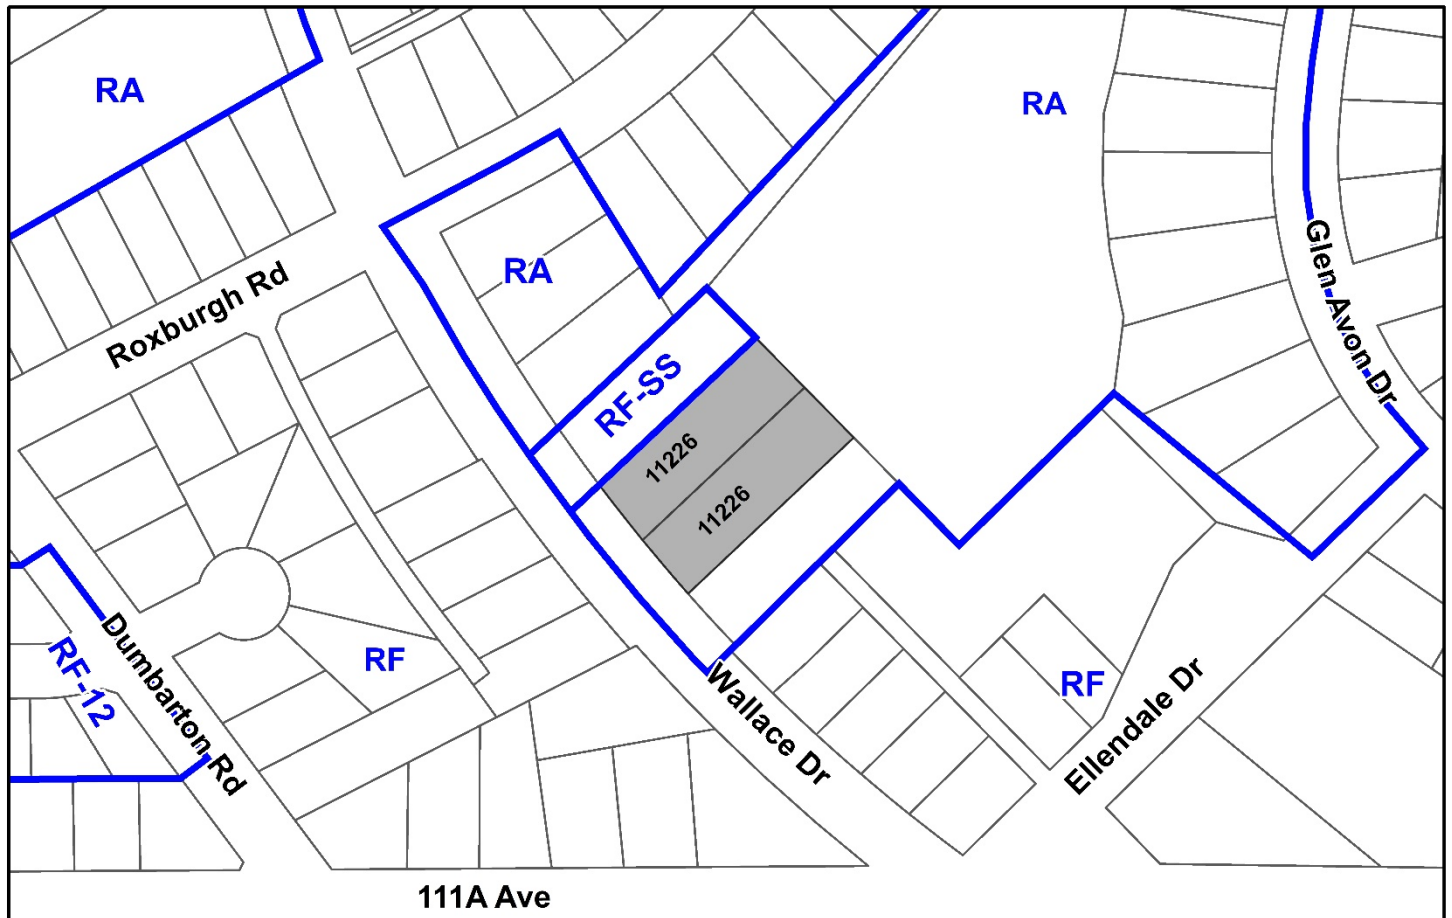 RA
RA
Glen Avon Dr
RA
Roxburgh Rd
RF-SS
11226
11226
RF-12
Dumbarton Rd
RF
Wallace Dr
RF
Ellendale Dr
111A Ave